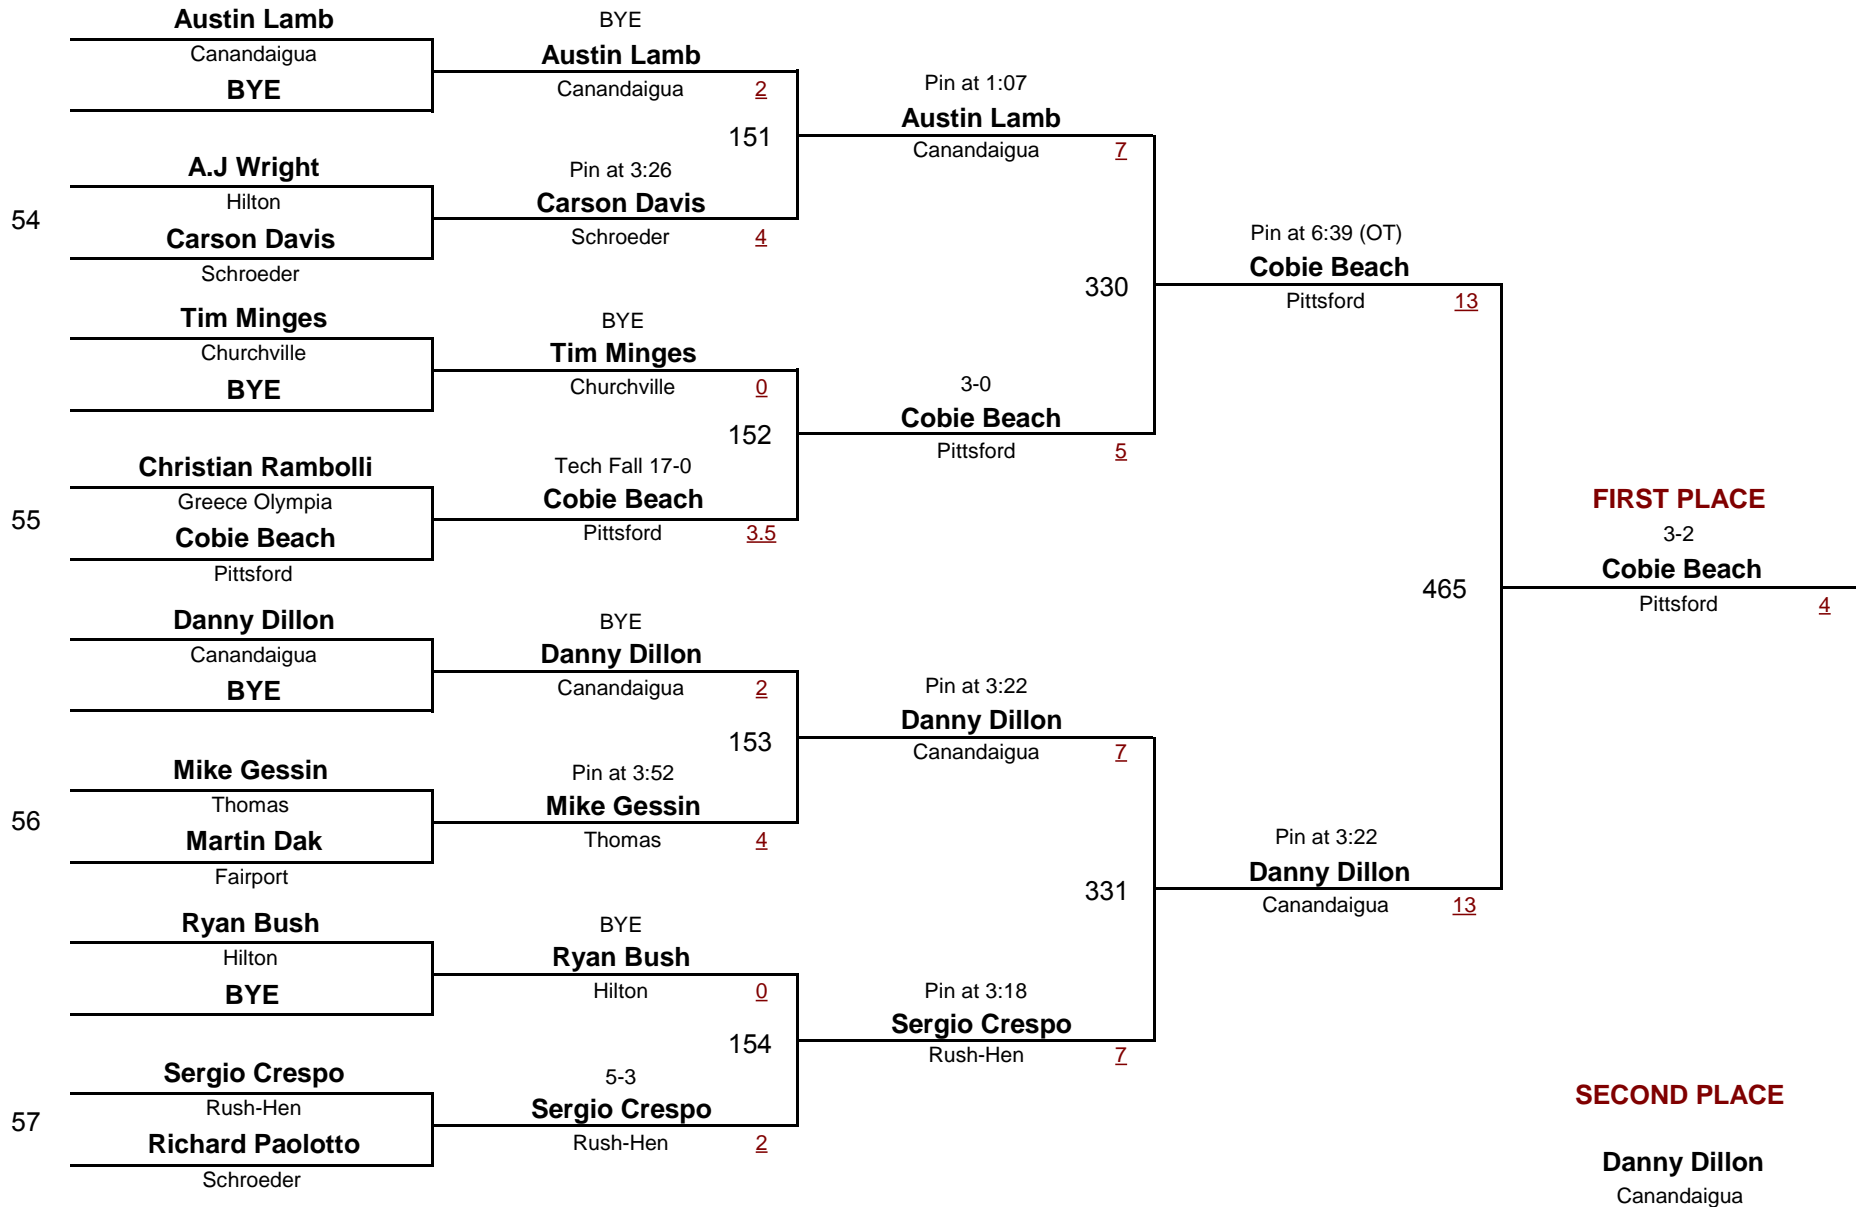 Austin Lamb
Canandaigua
BYE
54
A.J Wright
Hilton
Carson Davis
Schroeder
Tim Minges
Churchville
BYE
55
Christian Rambolli
Greece Olympia
Cobie Beach
Pittsford
Danny Dillon
Canandaigua
BYE
56
Mike Gessin
Thomas
Martin Dak
Fairport
Ryan Bush
Hilton
BYE
57
Sergio Crespo
Rush-Hen
Richard Paolotto
Schroeder
BYE
Austin Lamb
Canandaigua 2
151
Pin at 3:26
Carson Davis
Schroeder 4
BYE
Tim Minges
Churchville 0
152
Tech Fall 17-0
Cobie Beach
Pittsford 3.5
BYE
Danny Dillon
Canandaigua 2
153
Pin at 3:52
Mike Gessin
Thomas 4
BYE
Ryan Bush
Hilton 0
154
5-3
Sergio Crespo
Rush-Hen 2
Pin at 1:07
Austin Lamb
Canandaigua 7
330
3-0
Cobie Beach
Pittsford 5
Pin at 3:22
Danny Dillon
Canandaigua 7
331
Pin at 3:18
Sergio Crespo
Rush-Hen 7
Pin at 6:39 (OT)
Cobie Beach
Pittsford 13
465
Pin at 3:22
Danny Dillon
Canandaigua 13
FIRST PLACE
3-2
Cobie Beach
Pittsford 4
SECOND PLACE
Danny Dillon
Canandaigua